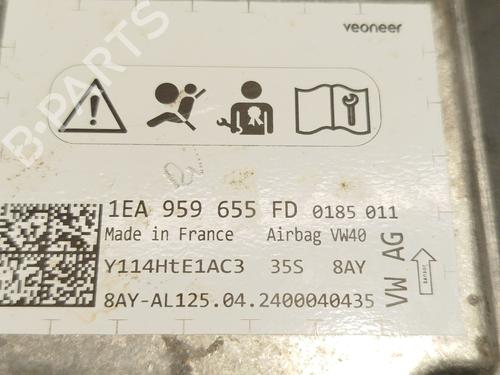 veoneer
B-PARTS
1EA 959 655 FD 0185 011
Made in France Airbag VW40
Y114HtE1AC3 35S 8AY
8AY-AL125.04.2400040435
VW AG